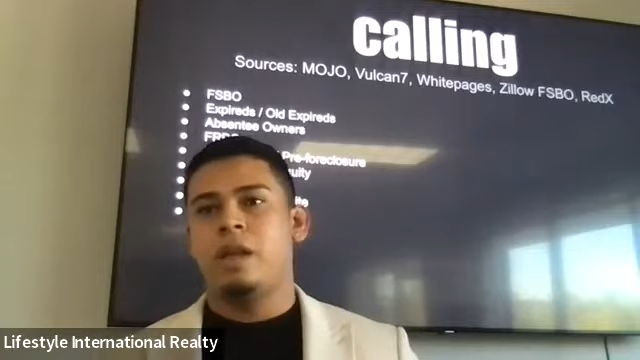 calling
Sources: MOJO, Vulcan7, Whitepages, Zillow FSBO, RedX
FSBO
Expireds / Old Expireds
Absentee Owners
Pre-foreclosure
Lifestyle International Realty